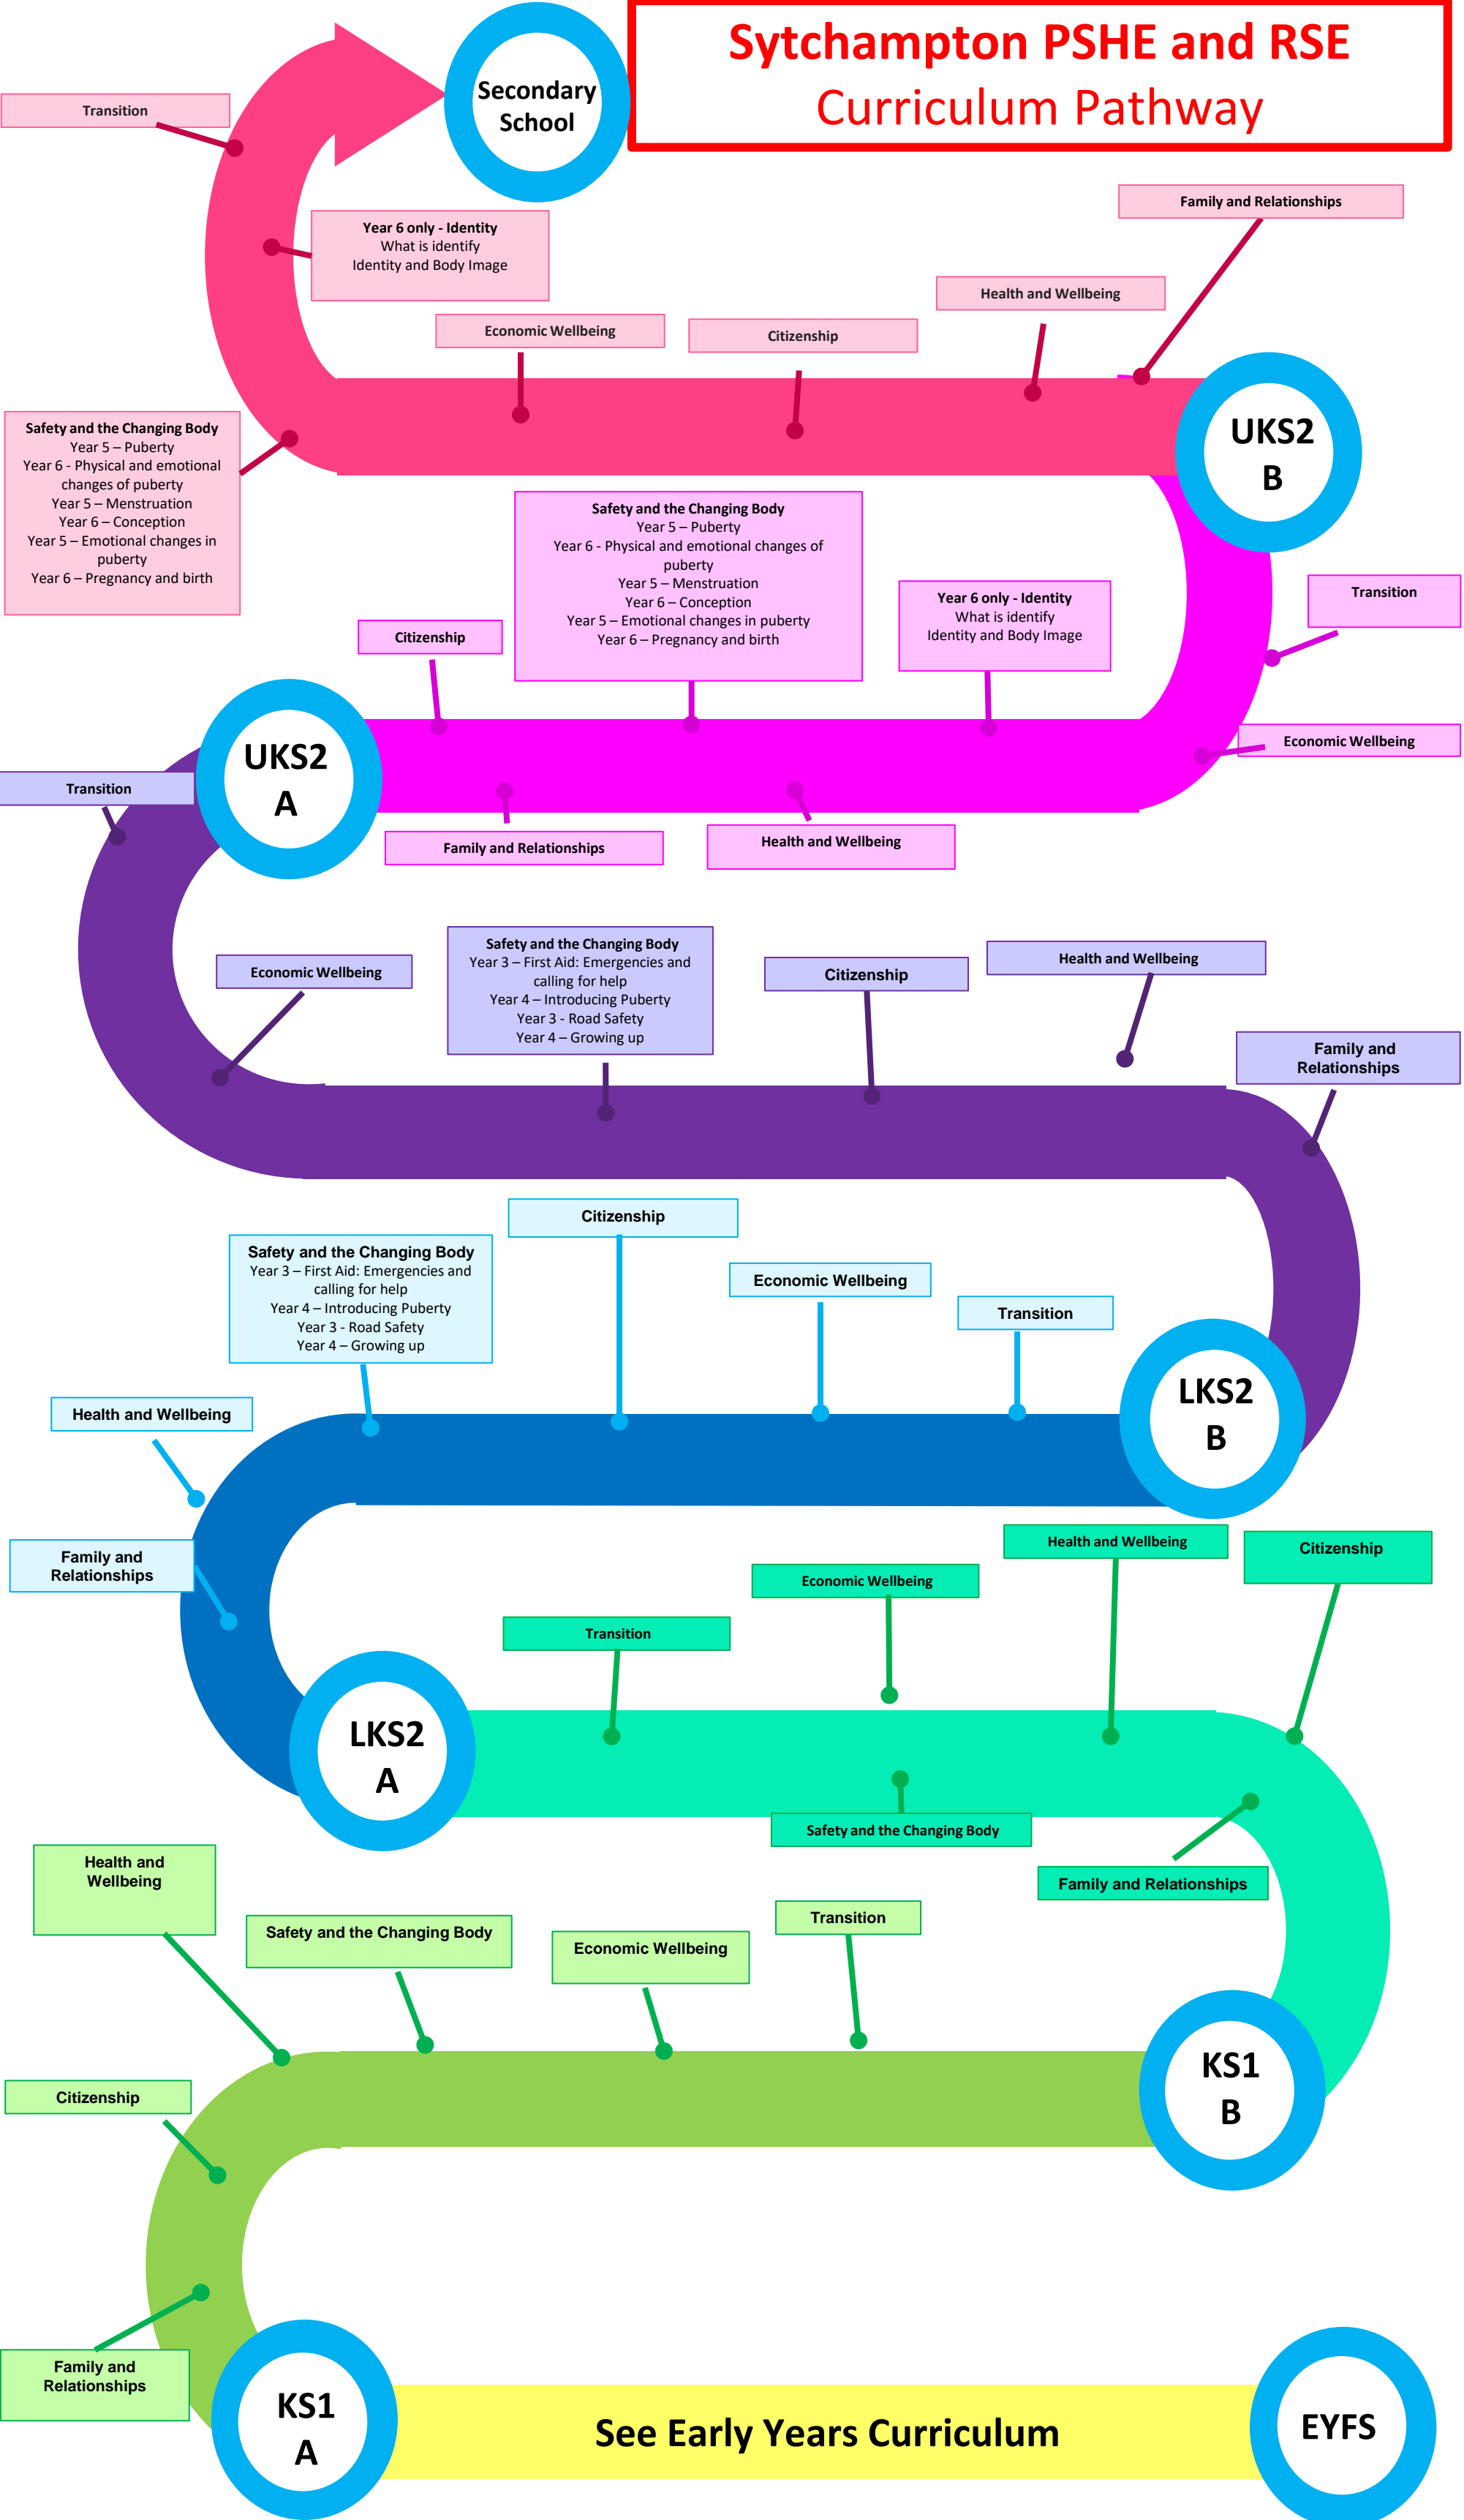 Sytchampton PSHE and RSE
Curriculum Pathway
Secondary
School
Transition
Family and Relationships
Year 6 only - Identity
What is identify
Identity and Body Image
Health and Wellbeing
Economic Wellbeing
Citizenship
Safety and the Changing Body
Year 5 – Puberty
Year 6 - Physical and emotional
changes of puberty
Year 5 – Menstruation
Year 6 – Conception
Year 5 – Emotional changes in
puberty
Year 6 – Pregnancy and birth
UKS2
B
Safety and the Changing Body
Year 5 – Puberty
Year 6 - Physical and emotional changes of
puberty
Year 5 – Menstruation
Year 6 – Conception
Year 5 – Emotional changes in puberty
Year 6 – Pregnancy and birth
Year 6 only - Identity
What is identify
Identity and Body Image
Transition
Citizenship
Economic Wellbeing
UKS2
A
Transition
Family and Relationships
Health and Wellbeing
Economic Wellbeing
Safety and the Changing Body
Year 3 – First Aid: Emergencies and
calling for help
Year 4 – Introducing Puberty
Year 3 - Road Safety
Year 4 – Growing up
Citizenship
Health and Wellbeing
Family and
Relationships
Citizenship
Safety and the Changing Body
Year 3 – First Aid: Emergencies and
calling for help
Year 4 – Introducing Puberty
Year 3 - Road Safety
Year 4 – Growing up
Economic Wellbeing
Transition
LKS2
B
Health and Wellbeing
Family and
Relationships
Health and Wellbeing
Citizenship
Economic Wellbeing
Transition
LKS2
A
Safety and the Changing Body
Family and Relationships
Health and
Wellbeing
Safety and the Changing Body
Economic Wellbeing
Transition
KS1
B
Citizenship
Family and
Relationships
KS1
A
See Early Years Curriculum
EYFS